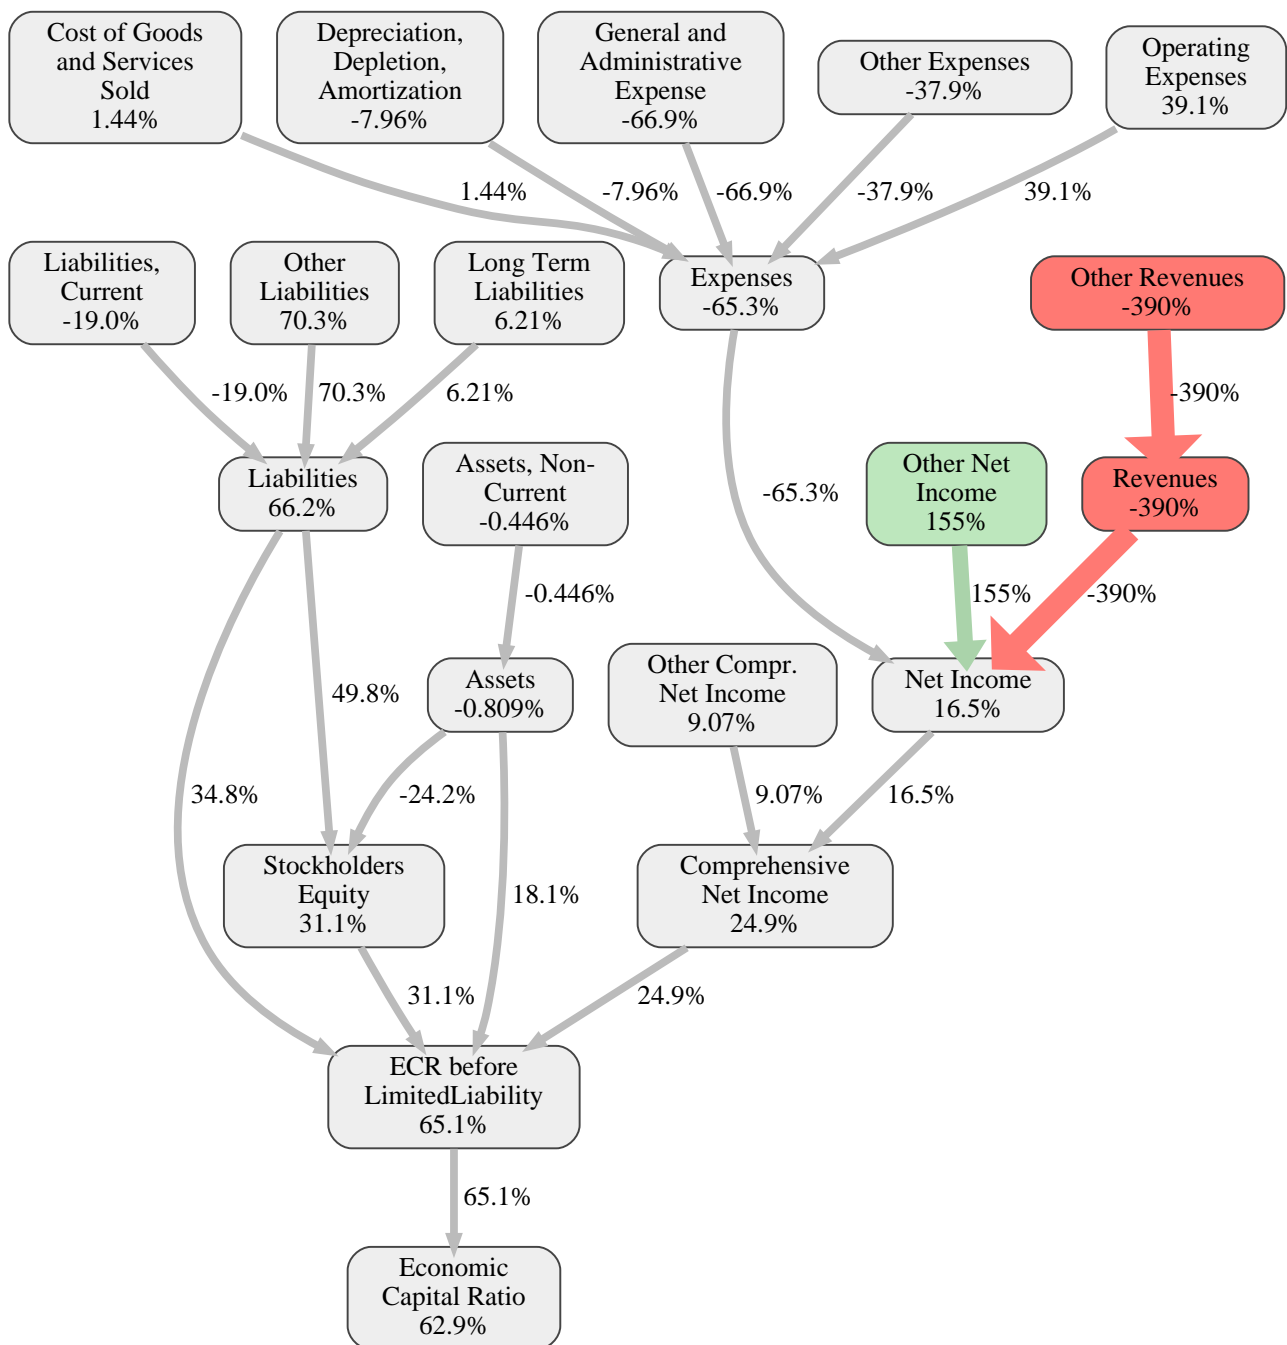 Cost of Goods
and Services
Sold
1.44%
Depreciation,
Depletion,
Amortization
-7.96%
General and
Administrative
Expense
-66.9%
Other Expenses
-37.9%
Operating
Expenses
39.1%
1.44%
-7.96%
-66.9%
-37.9%
39.1%
Liabilities,
Current
-19.0%
Other
Liabilities
70.3%
Long Term
Liabilities
6.21%
Expenses
-65.3%
Other Revenues
-390%
-19.0%
70.3%
6.21%
-390%
Liabilities
66.2%
Assets, Non-
Current
-0.446%
-65.3%
Other Net
Income
155%
Revenues
-390%
-0.446%
155%
-390%
49.8%
Assets
-0.809%
Other Compr.
Net Income
9.07%
Net Income
16.5%
34.8%
-24.2%
9.07%
16.5%
Stockholders
Equity
31.1%
18.1%
Comprehensive
Net Income
24.9%
31.1%
24.9%
ECR before
LimitedLiability
65.1%
65.1%
Economic
Capital Ratio
62.9%